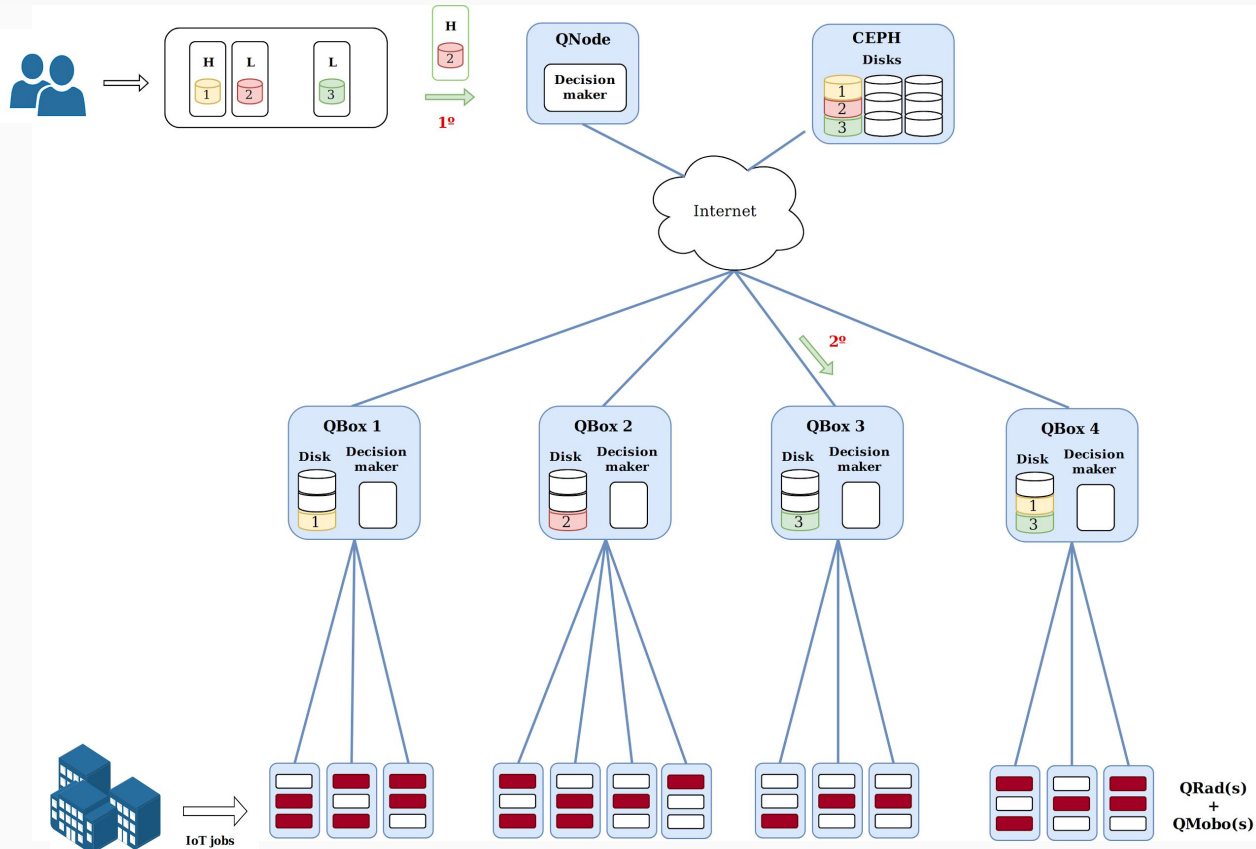 H
2
H
L
L
1
2
3
1º
QNode
Decision
maker
CEPH
Disks
1
2
3
Internet
2º
QBox 1
Disk
Decision
maker
1
QBox 2
Disk
Decision
maker
2
QBox 3
Disk
Decision
maker
3
QBox 4
Disk
Decision
maker
1
3
IoT jobs
QRad(s)
+
QMobo(s)